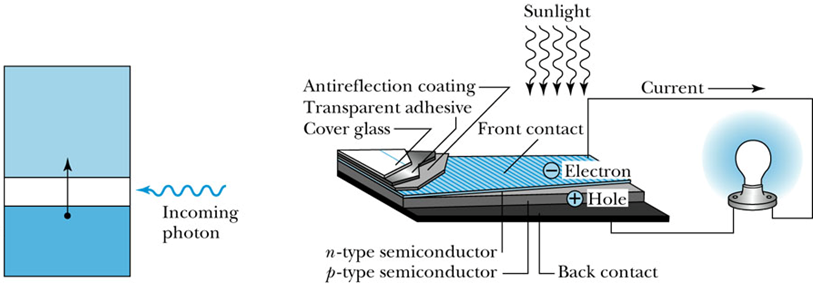 Incoming
photon
Sunlight
Antireflection coating
Transparent adhesive
Cover glass
Front contact
Current
− Electron
+ Hole
n-type semiconductor
p-type semiconductor
Back contact